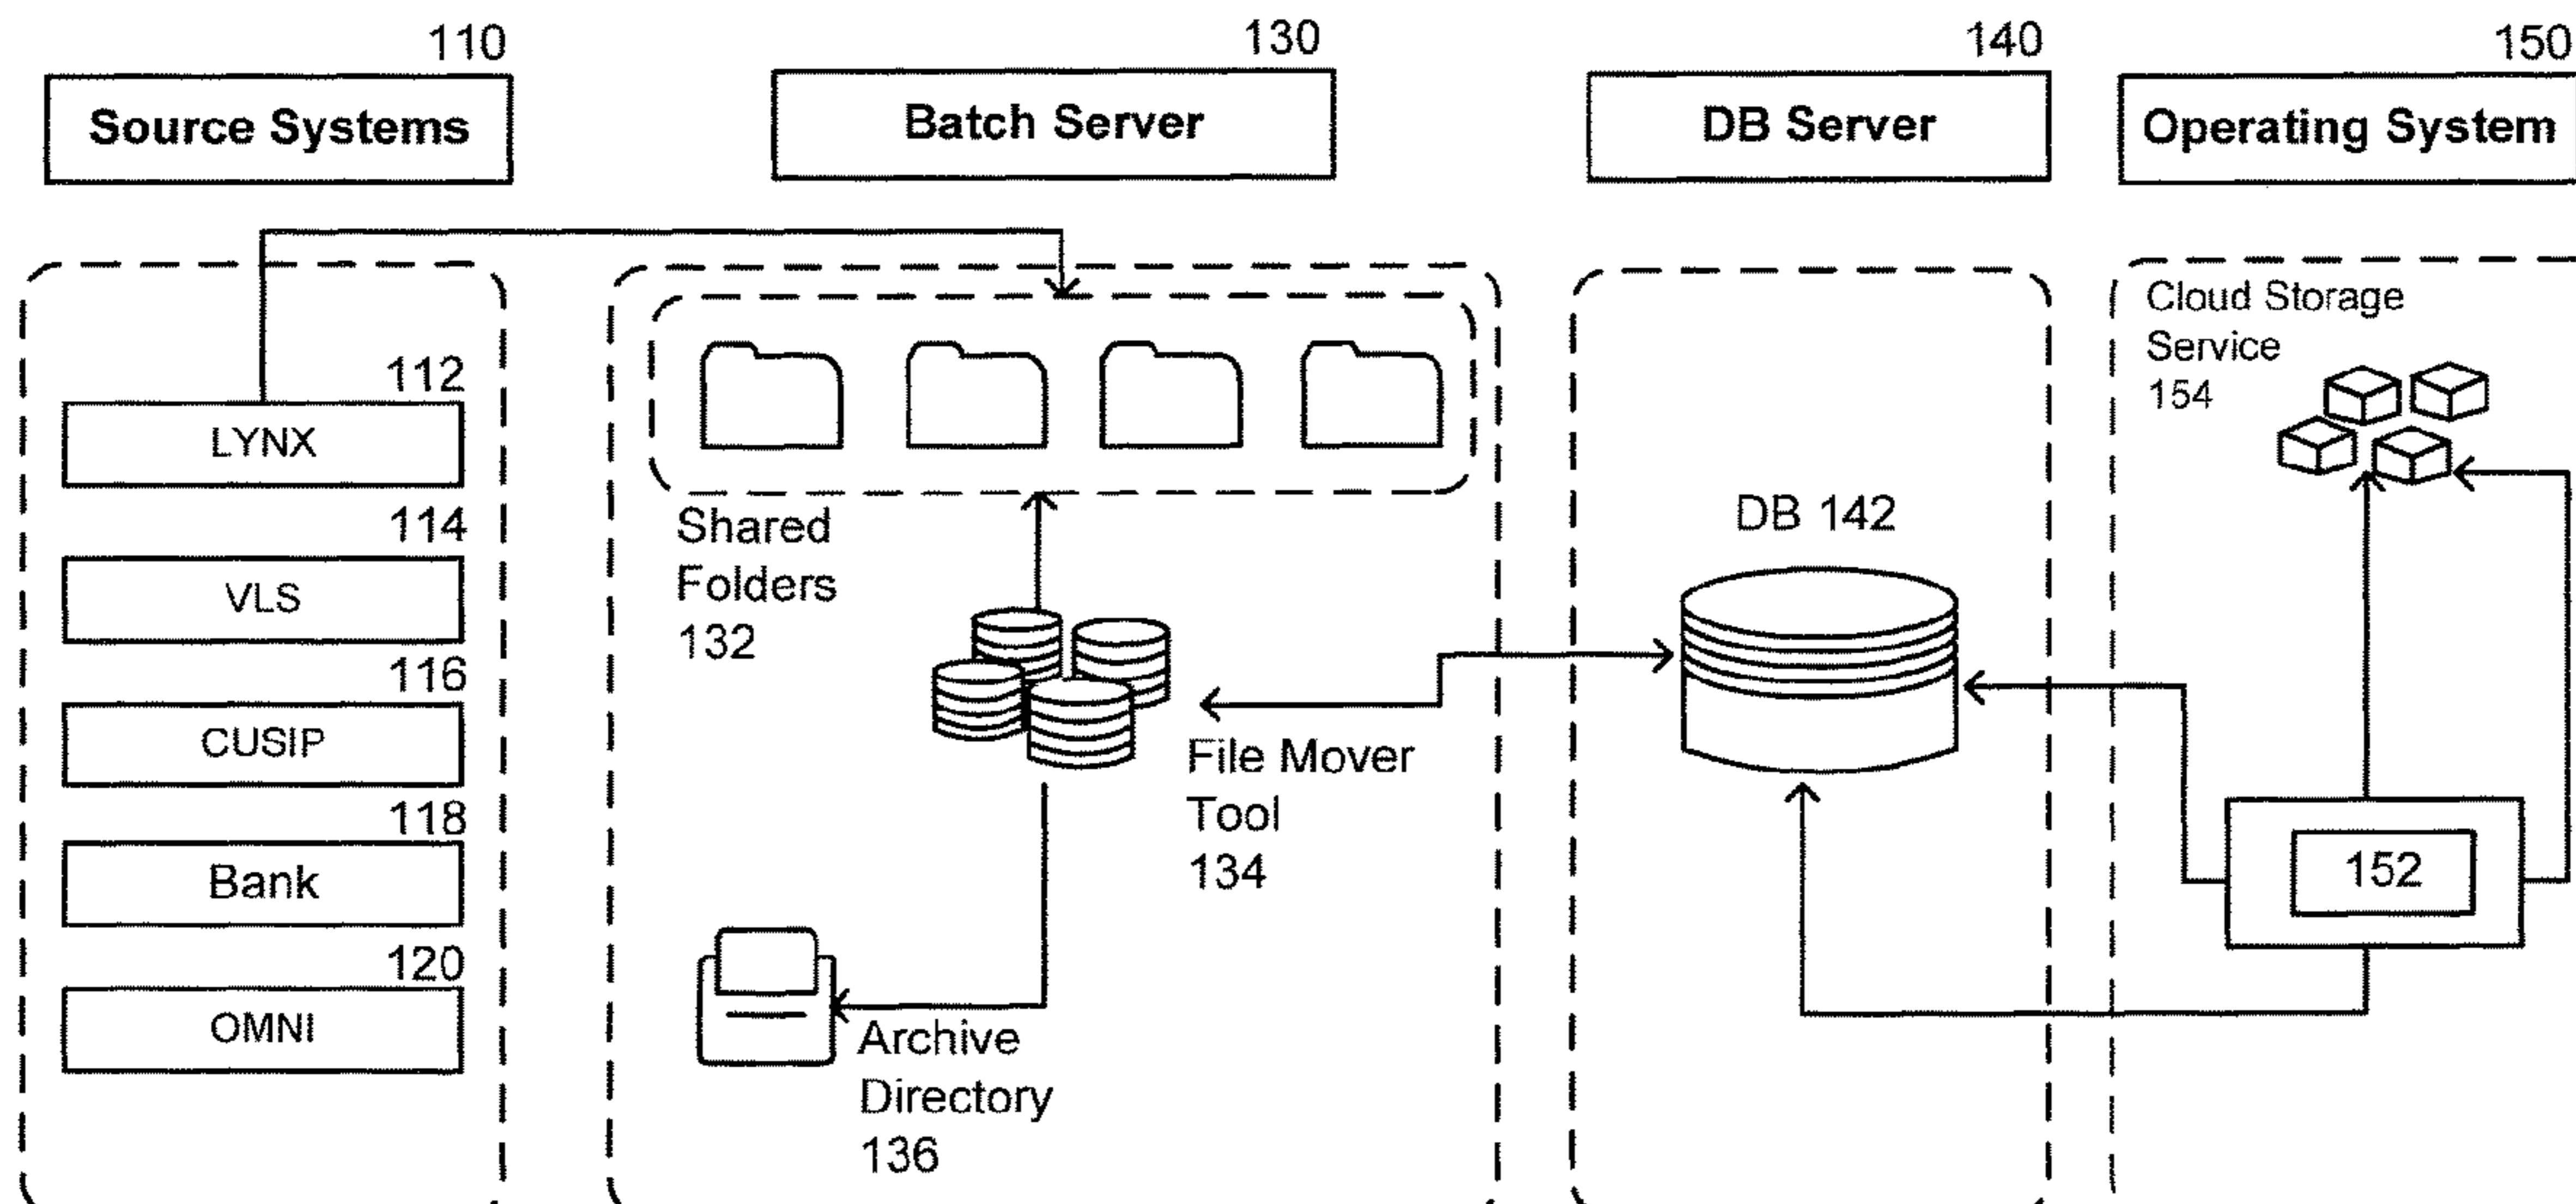 110
Source Systems
130
Batch Server
140
DB Server
150
Operating System
112
LYNX
114
VLS
116
CUSIP
118
Bank
120
OMNI
Shared
Folders
132
File Mover
Tool
134
Archive
Directory
136
DB 142
Cloud Storage
Service
154
152